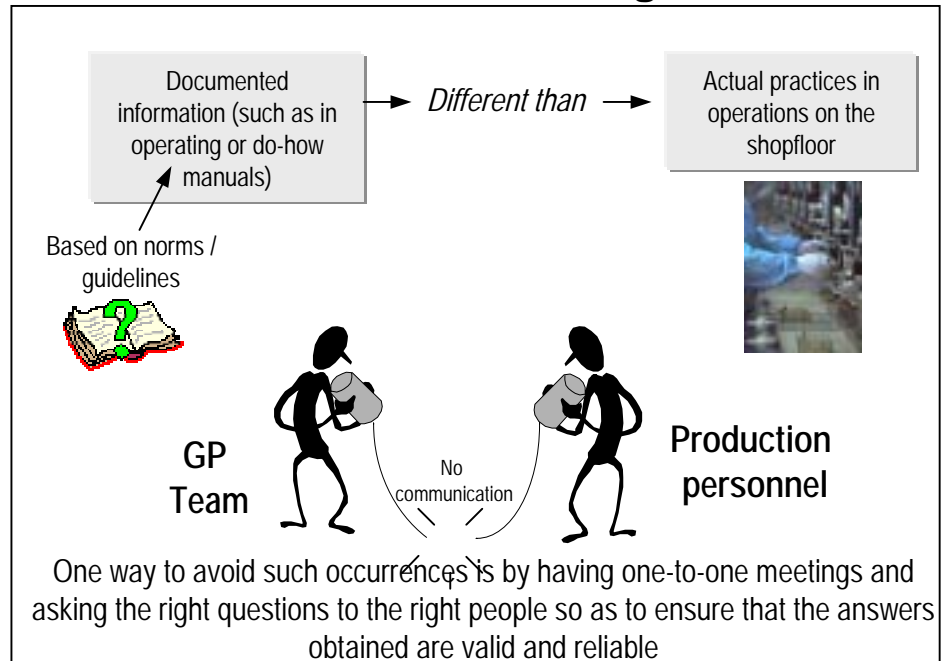 Documented
information (such as in
operating or do-how
manuals)
Different than
Actual practices in
operations on the
shopfloor
Based on norms /
guidelines
?
GP
Team
No
communication
Production
personnel
One way to avoid such occurrences is by having one-to-one meetings and
asking the right questions to the right people so as to ensure that the answers
obtained are valid and reliable